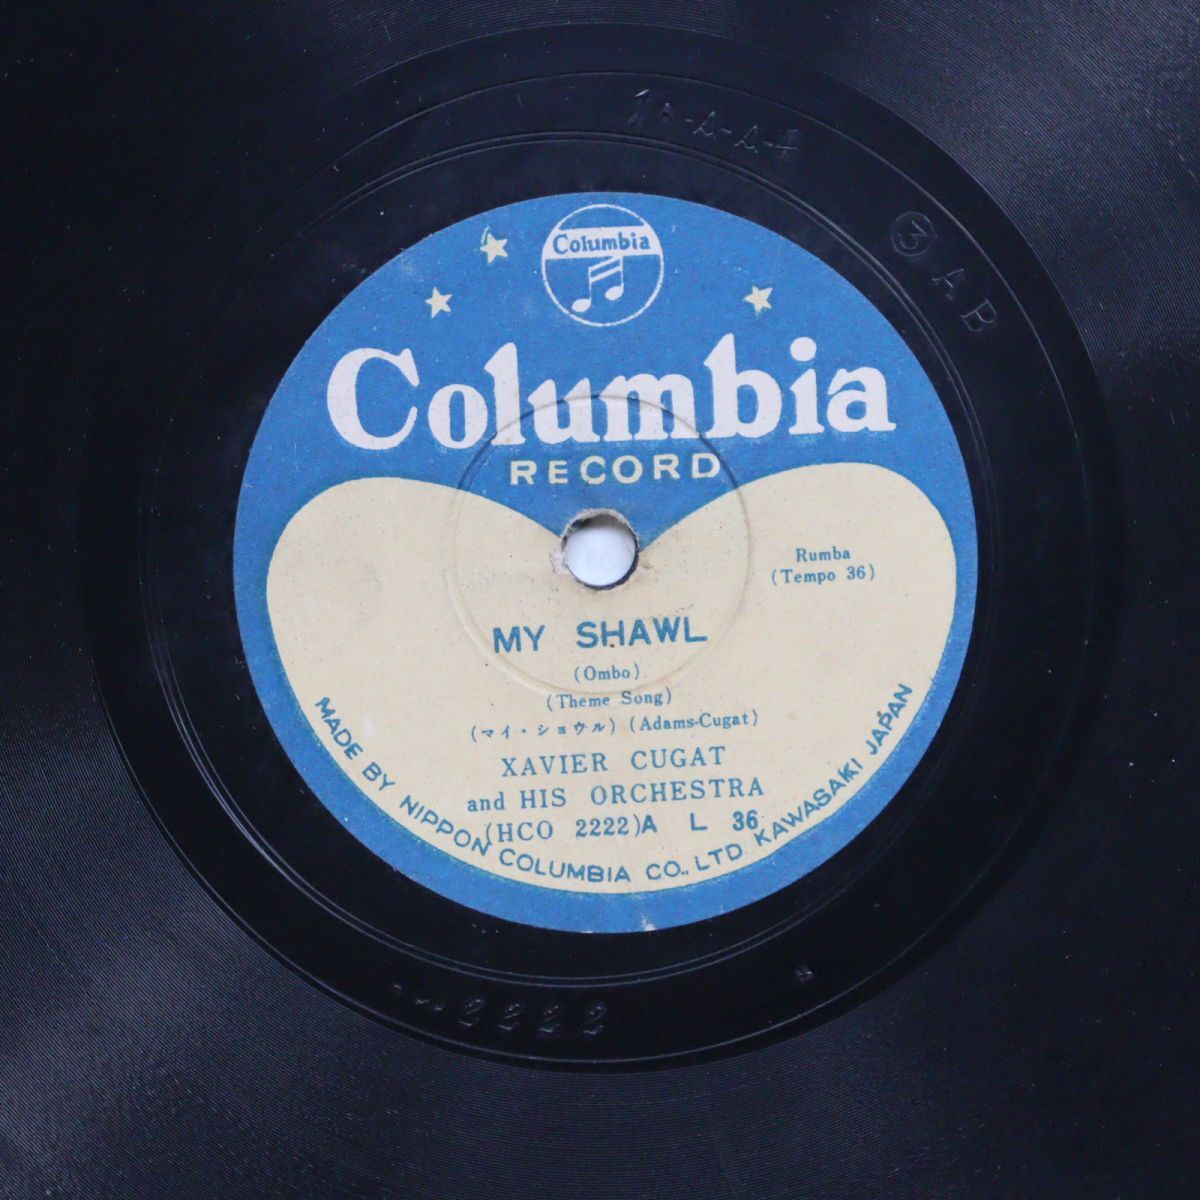 ③ A B
Columbia
Columbia
RECORD
Rumba
(Tempo 36)
MY SHAWL
(Ombo)
(Theme Song)
(マイ・ショウル) (Adams-Cugat)
XAVIER CUGAT
and HIS ORCHESTRA
(HCO 2222)A L 36
MADE BY NIPPON COLUMBIA CO., LTD KAWASAKI JAPAN
2222